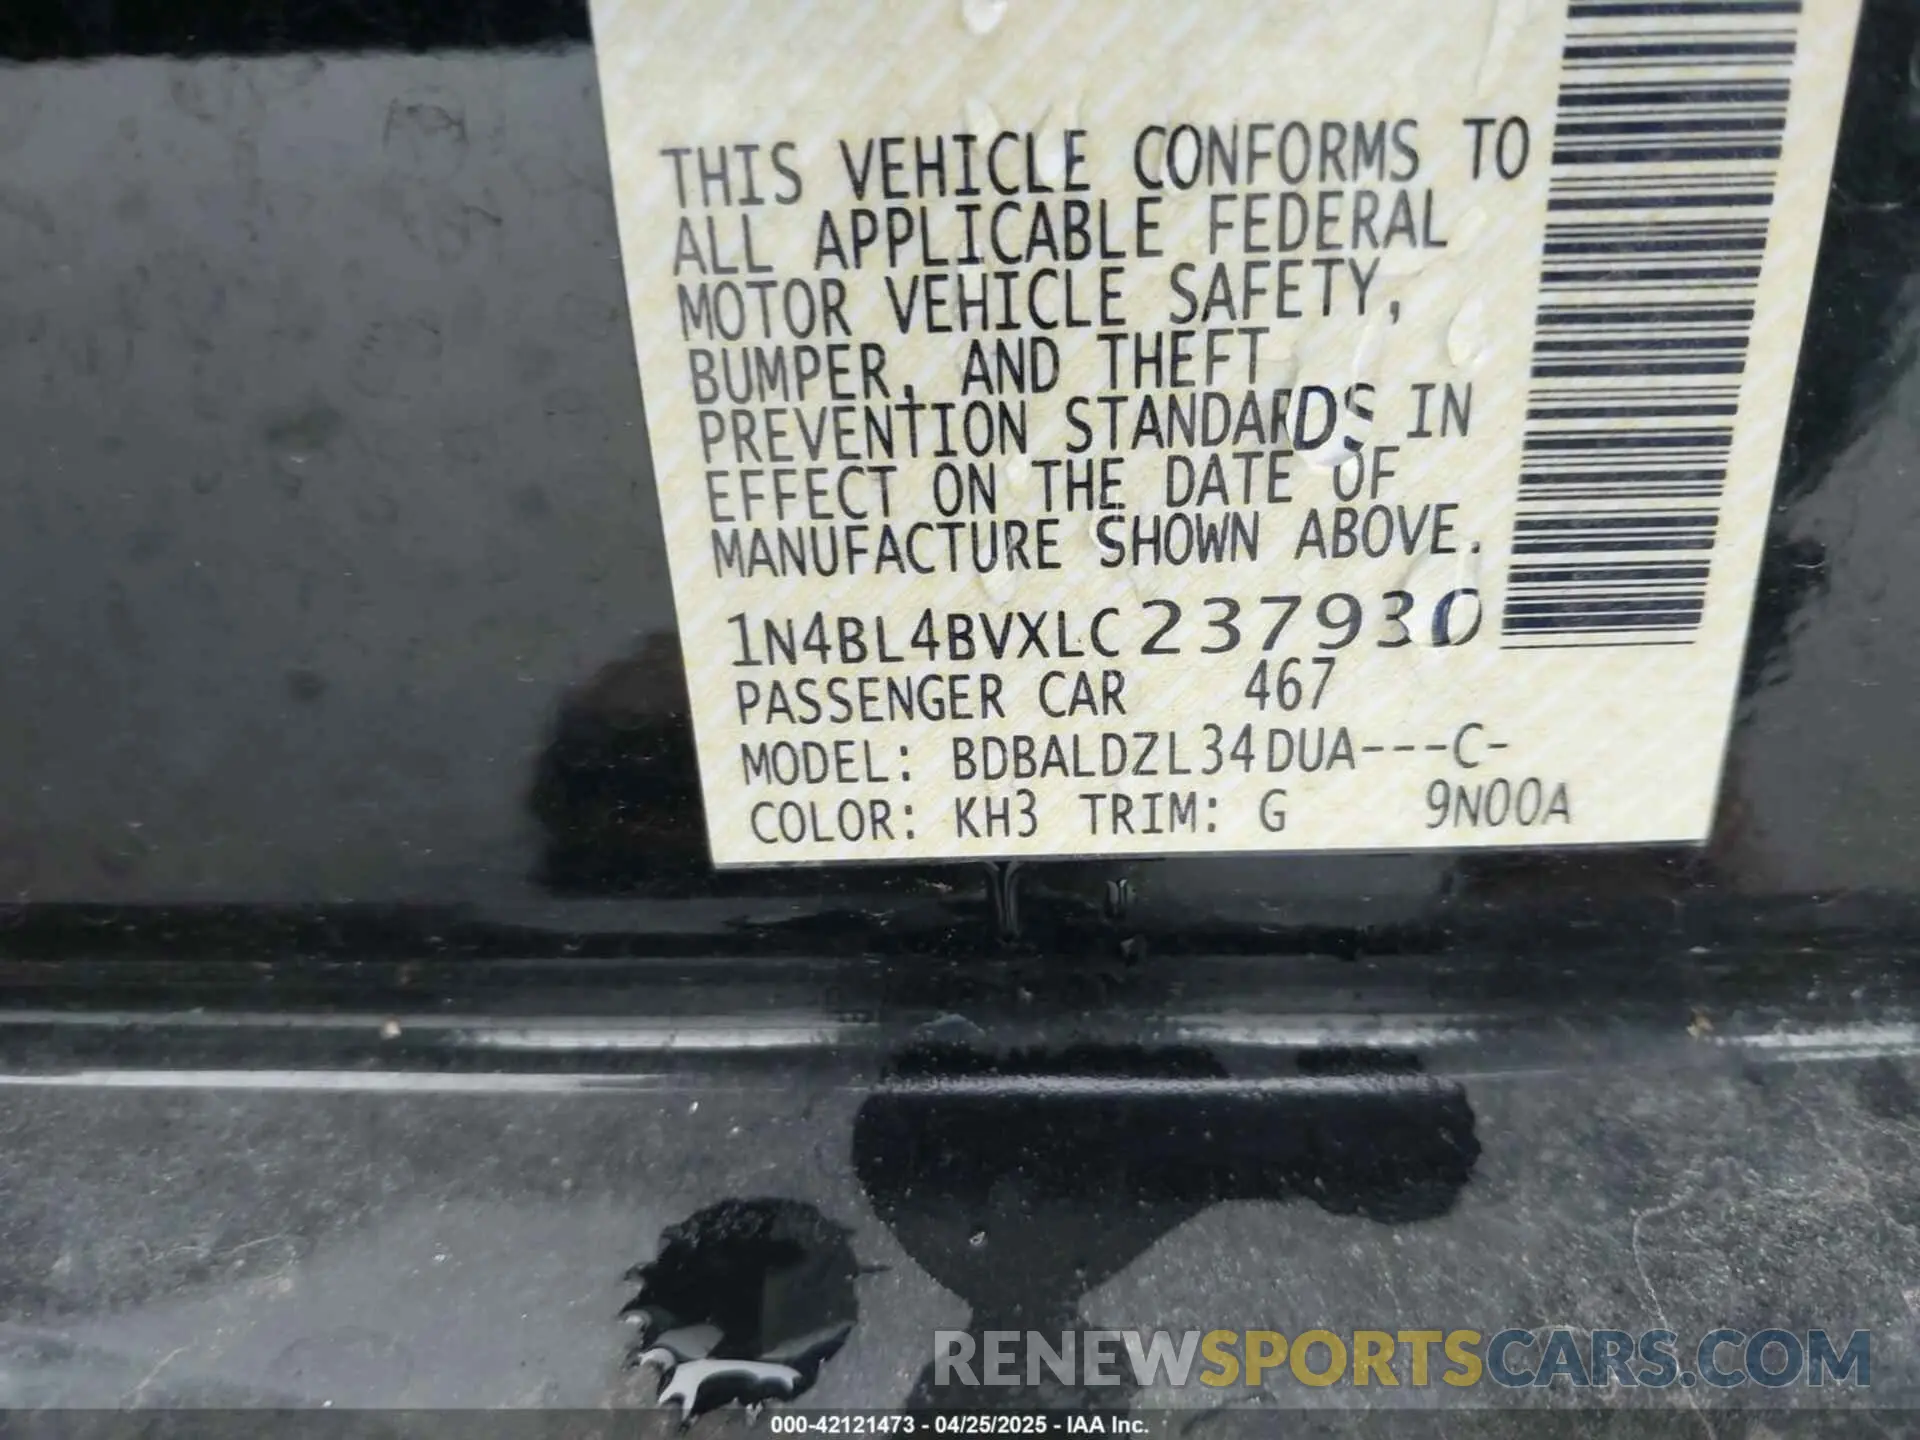 THIS VEHICLE CONFORMS TO
ALL APPLICABLE FEDERAL
MOTOR VEHICLE SAFETY,
BUMPER, AND THEFT
PREVENTION STANDARDS IN
EFFECT ON THE DATE OF
MANUFACTURE SHOWN ABOVE.
1N4BL4BVXLC237930
PASSENGER CAR 467
MODEL: BDBALDZL34DUA---C-
COLOR: KH3 TRIM: G 9N00A
RENEWSPORTSCARS.COM
000-42121473 - 04/25/2025 - IAA Inc.